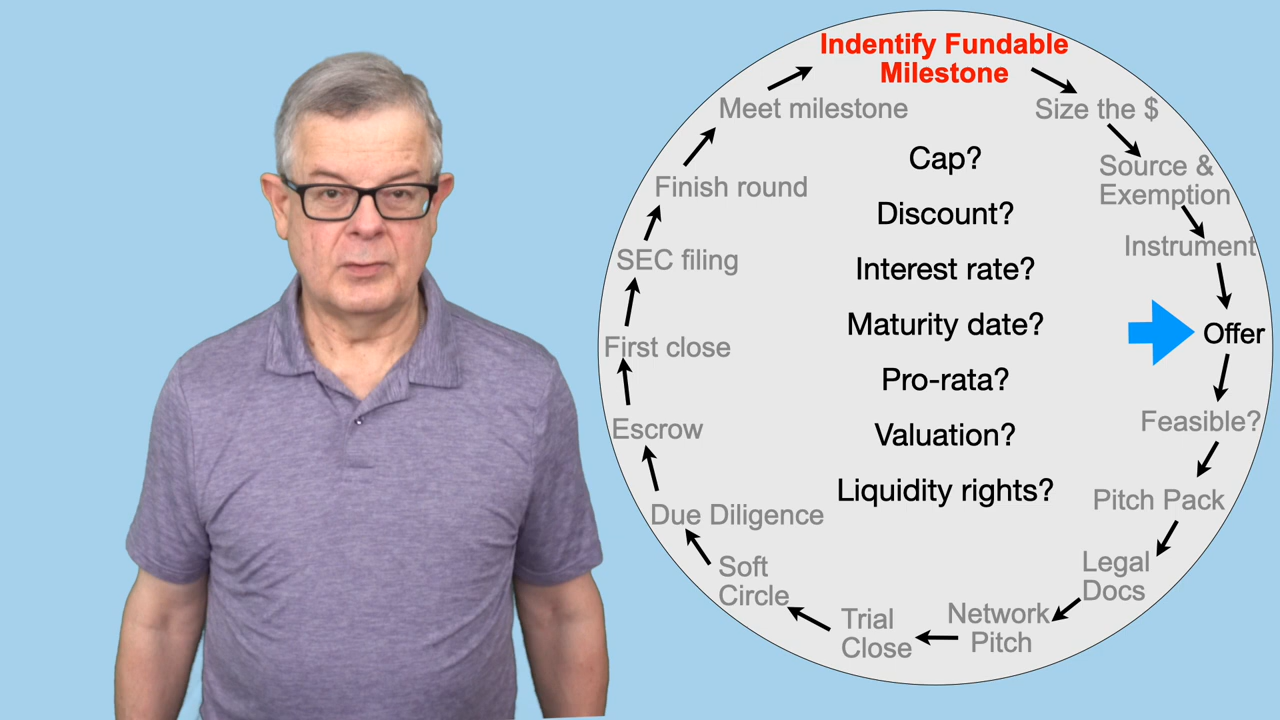 Indentify Fundable
Milestone
Size the $
Source &
Exemption
Instrument
Offer
Feasible?
Pitch Pack
Legal
Docs
Network
Pitch
Trial
Close
Soft
Circle
Due Diligence
Escrow
First close
SEC filing
Finish round
Meet milestone
Cap?
Discount?
Interest rate?
Maturity date?
Pro-rata?
Valuation?
Liquidity rights?